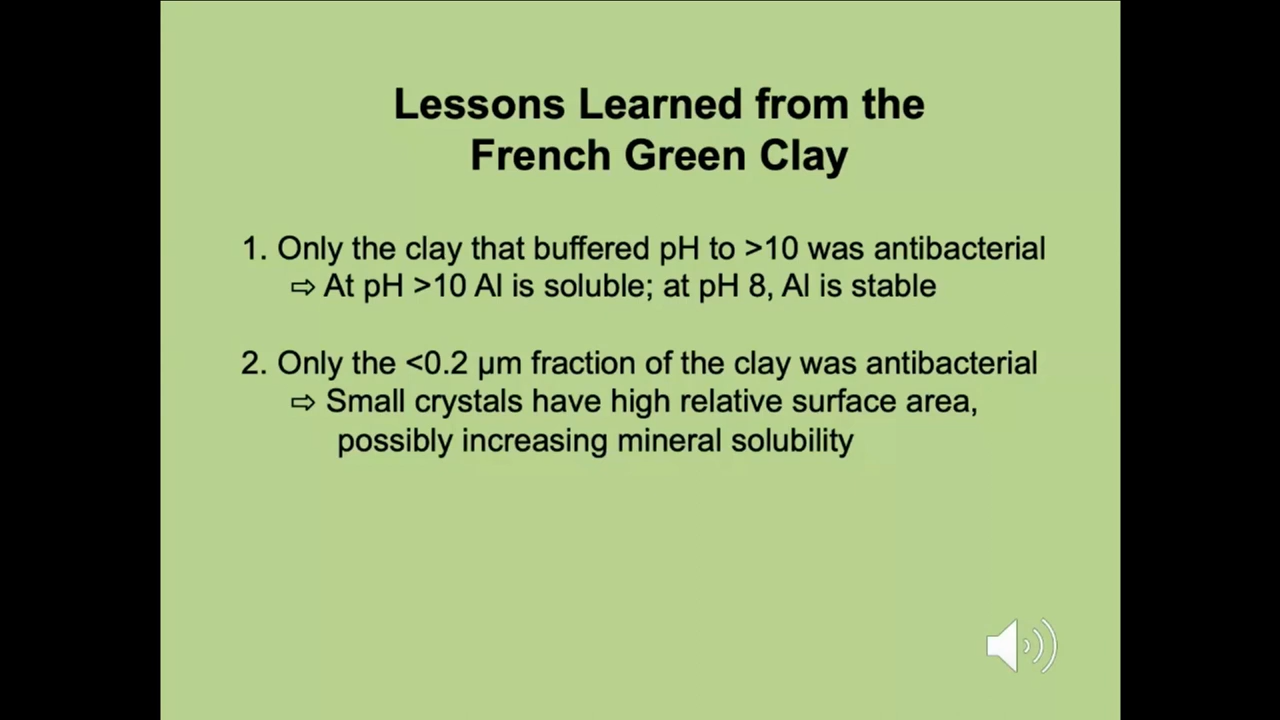 Lessons Learned from the
French Green Clay
1. Only the clay that buffered pH to >10 was antibacterial
⇨ At pH >10 Al is soluble; at pH 8, Al is stable
2. Only the <0.2 µm fraction of the clay was antibacterial
⇨ Small crystals have high relative surface area,
possibly increasing mineral solubility